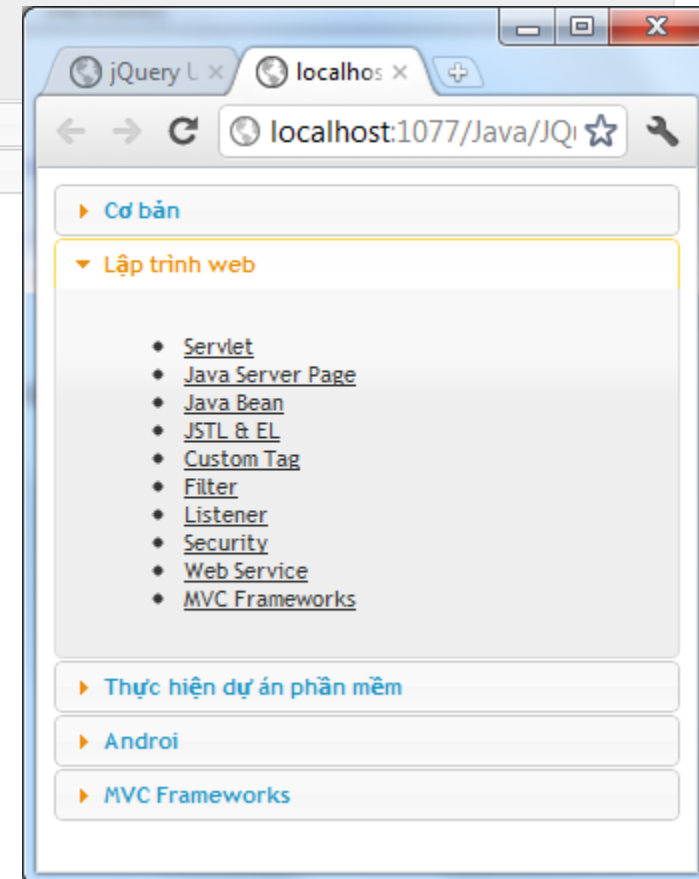 jQuery U
localhos
localhost:1077/Java/JQu
Cơ bản
Lập trình web
Servlet
Java Server Page
Java Bean
JSTL & EL
Custom Tag
Filter
Listener
Security
Web Service
MVC Frameworks
Thực hiện dự án phần mềm
Androi
MVC Frameworks